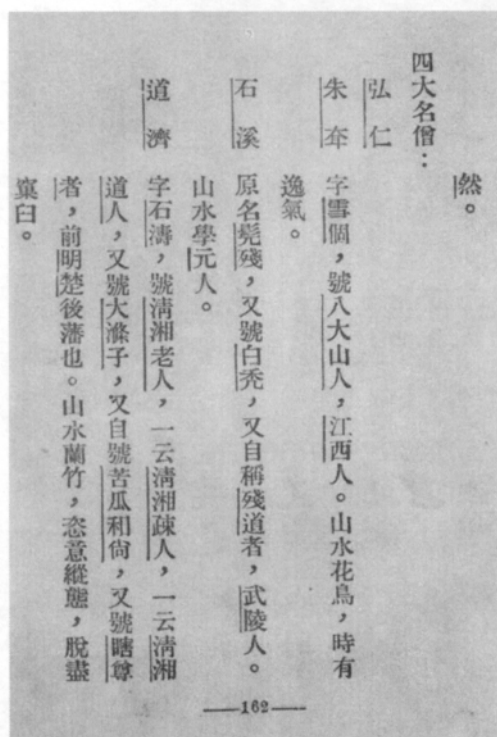 然。
四大名僧：
弘仁
朱耷　字雪個，號八大山人，江西人。山水花鳥，時有
逸氣。
石溪　原名髡殘，又號白禿，又自稱殘道者，武陵人。
山水學元人。
道濟　字石濤，號清湘老人，一云清湘疎人，一云清湘
道人，又號大滌子，又自號苦瓜和尙，又號瞎尊
者，前明楚後藩也。山水蘭竹，恣意縱態，脫盡
窠臼。
——162——